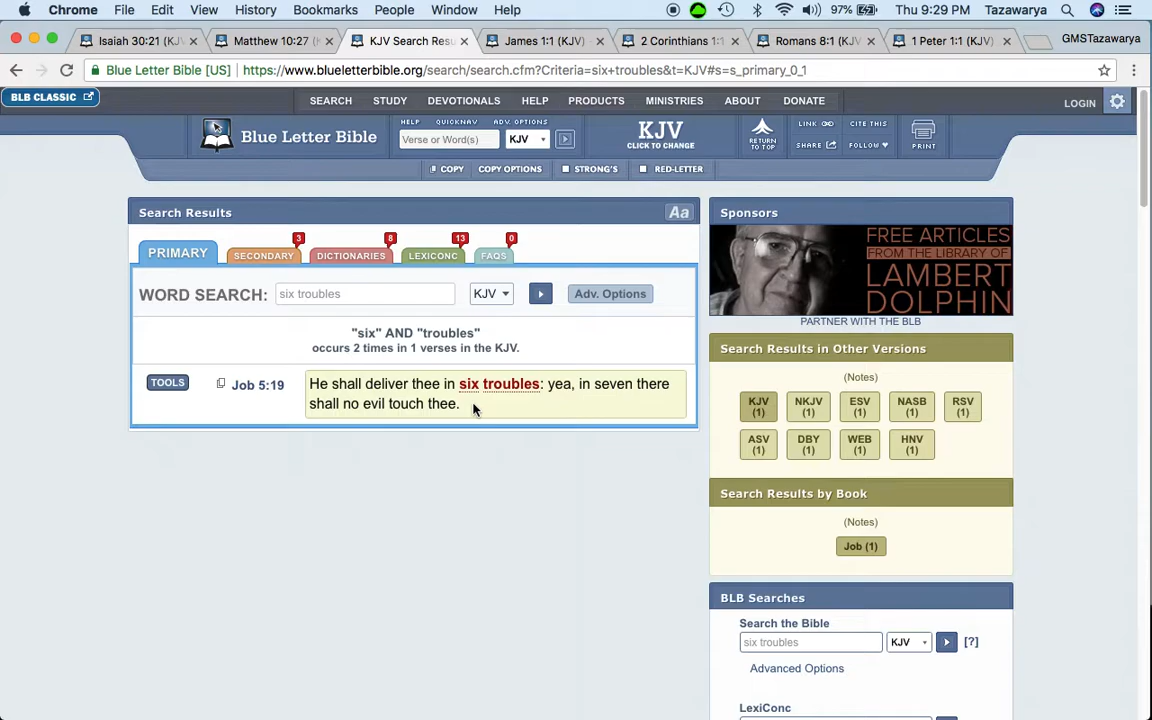 Chrome File Edit View History Bookmarks People Window Help 97% Thu 9:29 PM Tazawarya
Isaiah 30:21 (KJV Matthew 10:27 (K KJV Search Resu James 1:1 (KJV) 2 Corinthians 1:1 Romans 8:1 (KJV 1 Peter 1:1 (KJV) GMSTazawarya
Blue Letter Bible [US] https://www.blueletterbible.org/search/search.cfm?Criteria=six+troubles&t=KJV#s=s_primary_0_1
BLB CLASSIC
SEARCH STUDY DEVOTIONALS HELP PRODUCTS MINISTRIES ABOUT DONATE LOGIN
HELP QUICKNAV ADV. OPTIONS
Blue Letter Bible Verse or Word(s) KJV
KJV
CLICK TO CHANGE
RETURN
TO TOP
LINK CITE THIS
SHARE FOLLOW
PRINT
COPY COPY OPTIONS STRONG'S RED-LETTER
Search Results Aa
3 8 13 0
PRIMARY SECONDARY DICTIONARIES LEXICONC FAQS
WORD SEARCH: six troubles KJV Adv. Options
"six" AND "troubles"
occurs 2 times in 1 verses in the KJV.
TOOLS Job 5:19 He shall deliver thee in six troubles: yea, in seven there
shall no evil touch thee.
Sponsors
FREE ARTICLES
FROM THE LIBRARY OF
LAMBERT
DOLPHIN
PARTNER WITH THE BLB
Search Results in Other Versions
(Notes)
KJV NKJV ESV NASB RSV
(1) (1) (1) (1) (1)
ASV DBY WEB HNV
(1) (1) (1) (1)
Search Results by Book
(Notes)
Job (1)
BLB Searches
Search the Bible
six troubles KJV [?]
Advanced Options
LexiConc